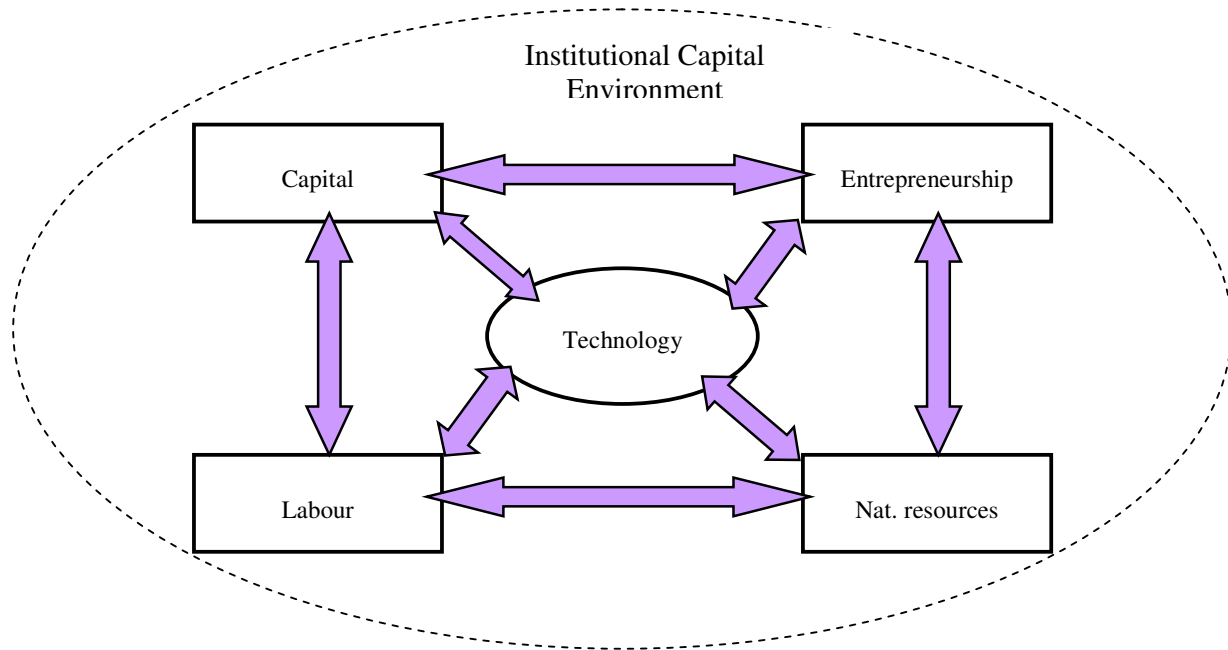 Institutional Capital
Environment
Capital
Entrepreneurship
Technology
Labour
Nat. resources